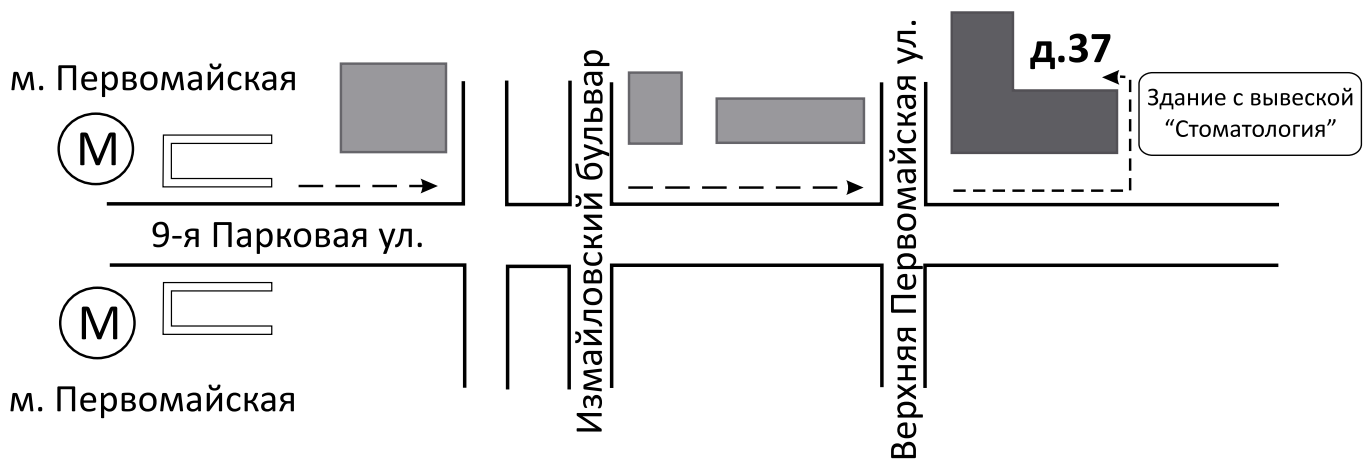 м. Первомайская
М
9-я Парковая ул.
М
м. Первомайская
Измайловский бульвар
Верхняя Первомайская ул.
д.37
Здание с вывеской
“Стоматология”